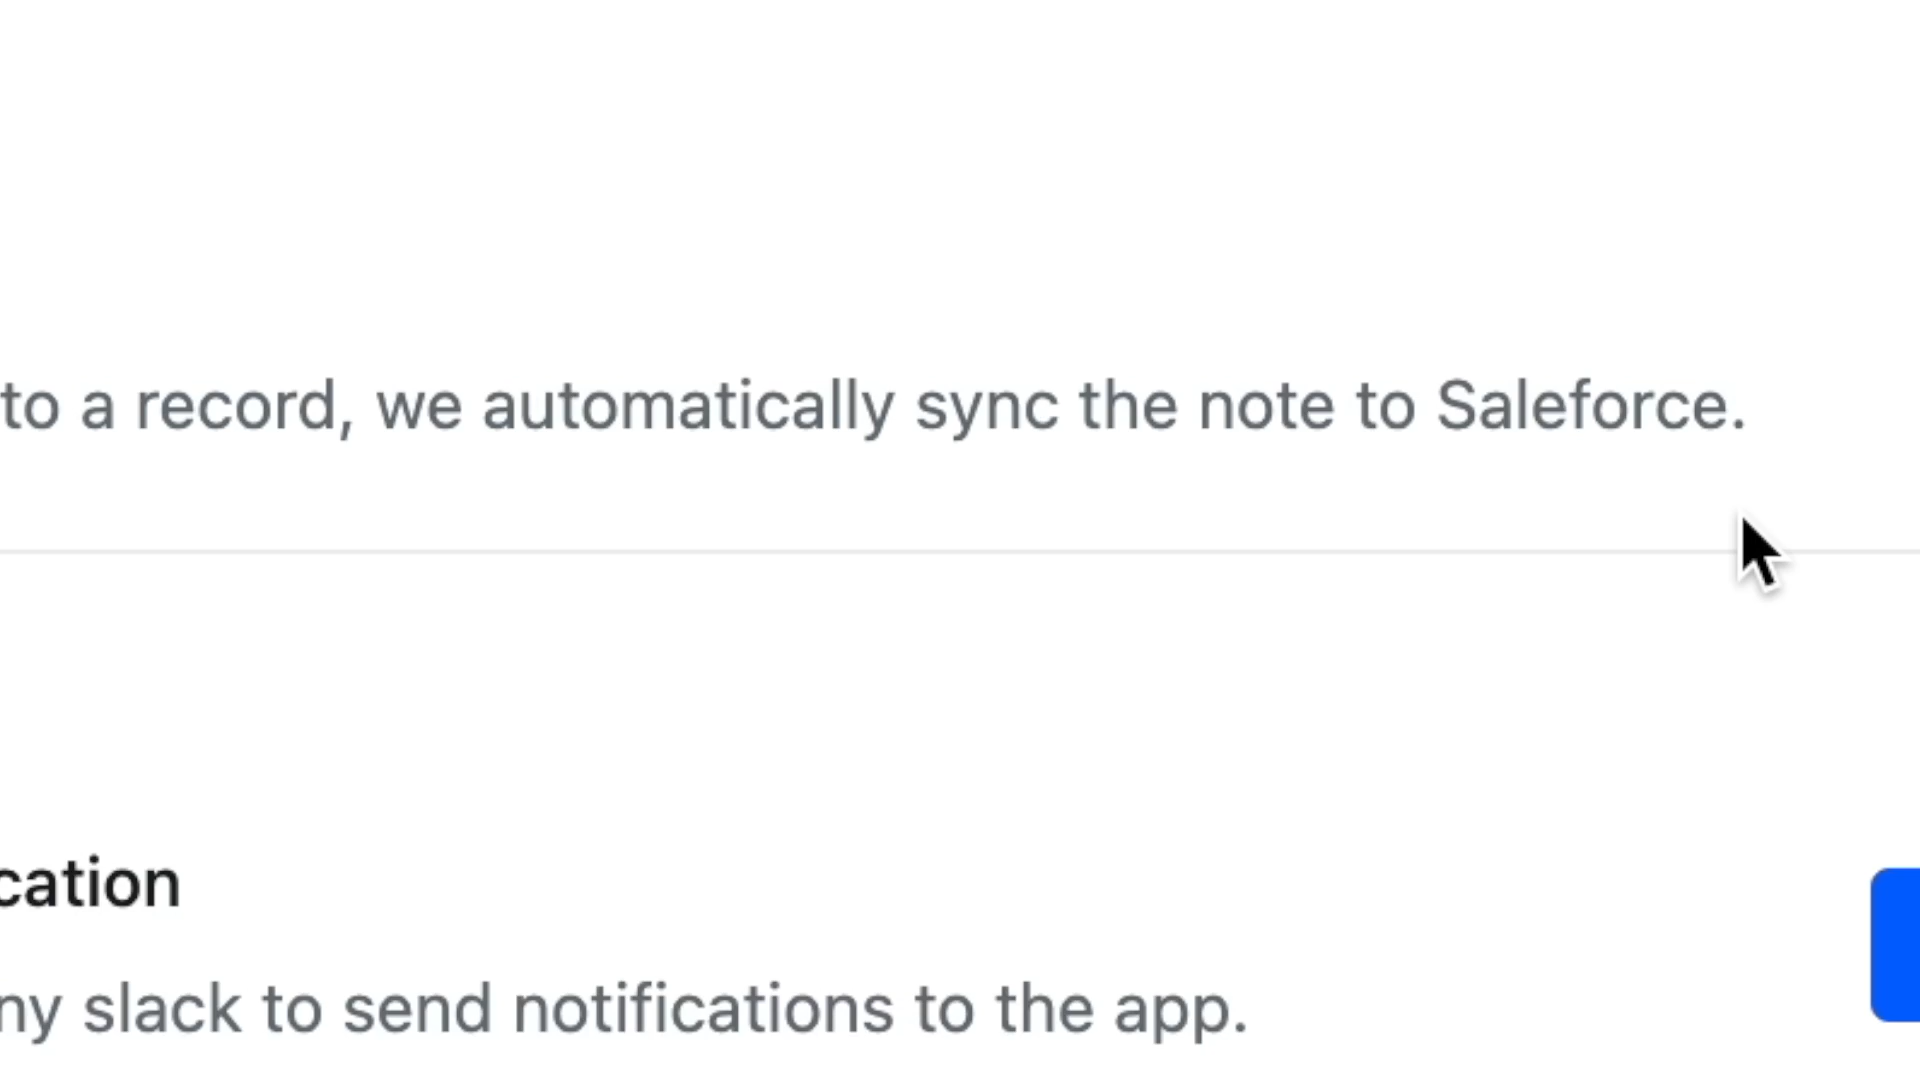 to a record, we automatically sync the note to Saleforce.
cation
ny slack to send notifications to the app.